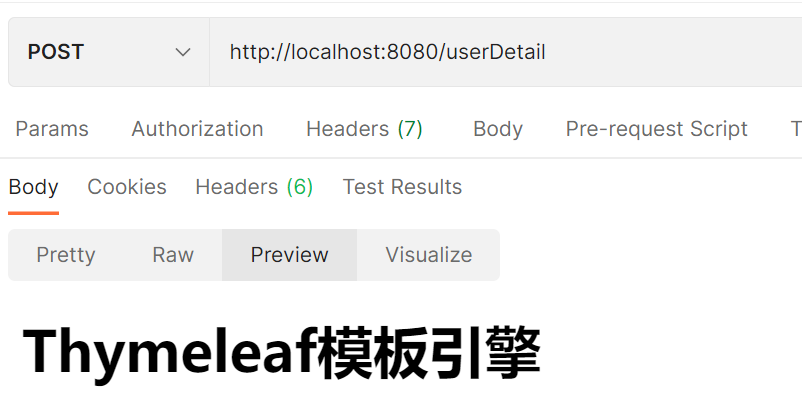 POST http://localhost:8080/userDetail
Params Authorization Headers (7) Body Pre-request Script T
Body Cookies Headers (6) Test Results
Pretty Raw Preview Visualize
Thymeleaf模板引擎